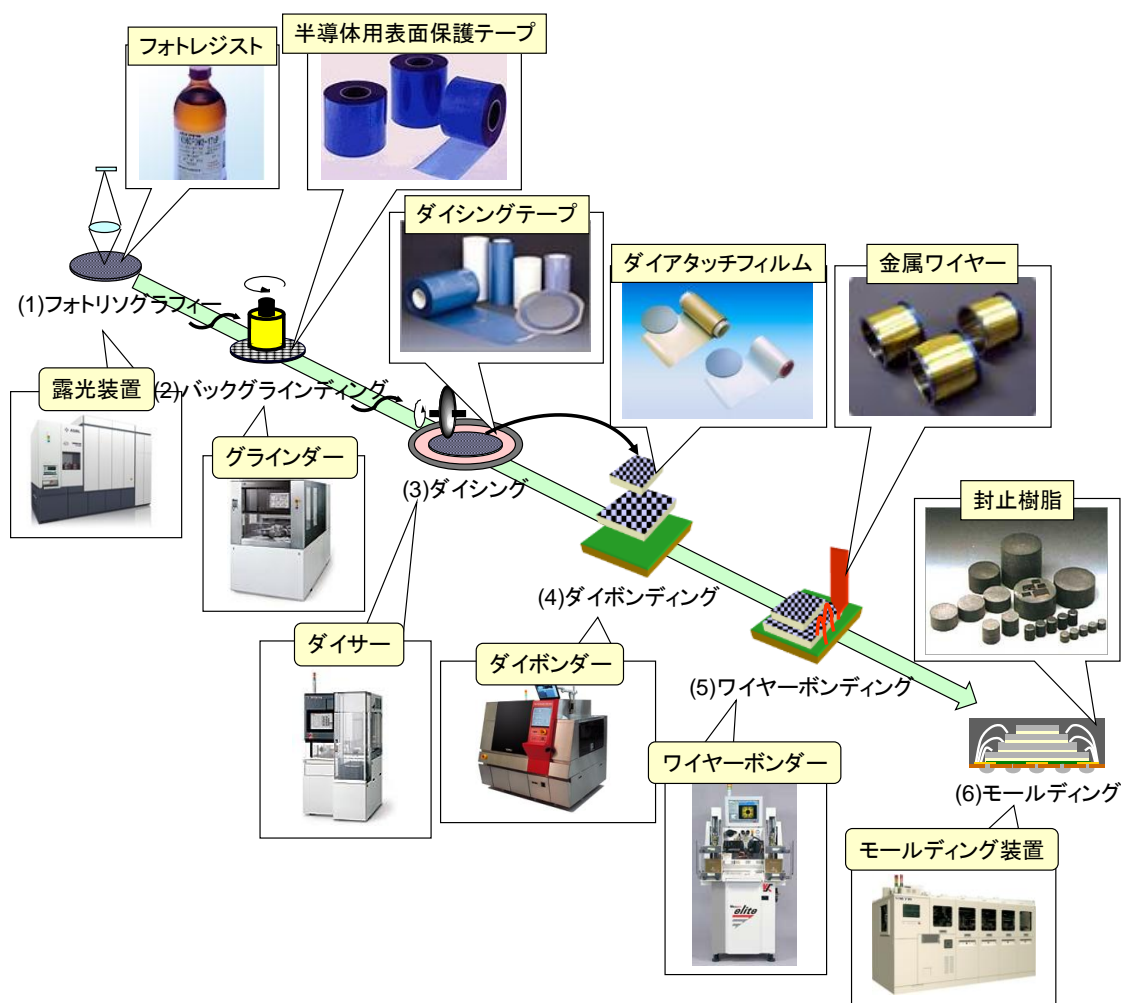 フォトレジスト
半導体用表面保護テープ
ダイシングテープ
ダイアタッチフィルム
金属ワイヤー
(1)フォトリソグラフィー
露光装置
(2)バックグラインディング
グラインダー
(3)ダイシング
封止樹脂
(4)ダイボンディング
ダイサー
ダイボンダー
(5)ワイヤーボンディング
ワイヤーボンダー
elite
(6)モールディング
モールディング装置